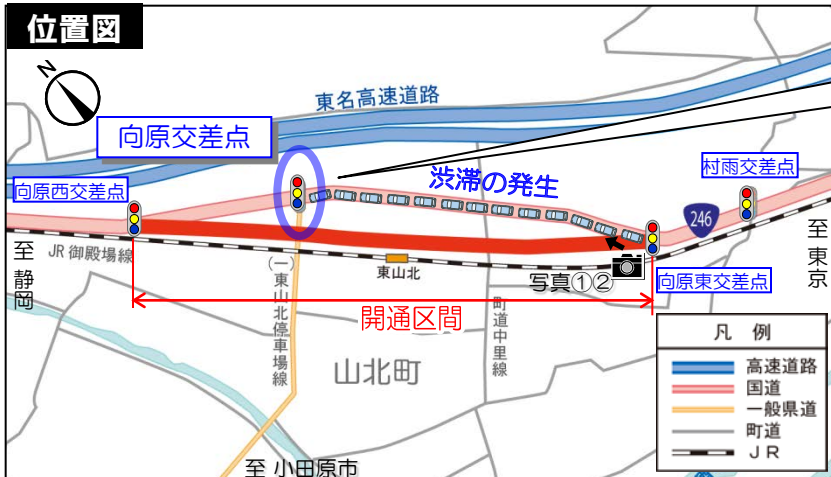 位置図
N
東名高速道路
向原交差点
向原西交差点
渋滞の発生
村雨交差点
246
至 静岡
JR 御殿場線
(一)東山北停車場線
東山北
写真①②
向原東交差点
至 東京
開通区間
町道中里線
山北町
至 小田原市
凡 例
高速道路
国道
一般県道
町道
JR